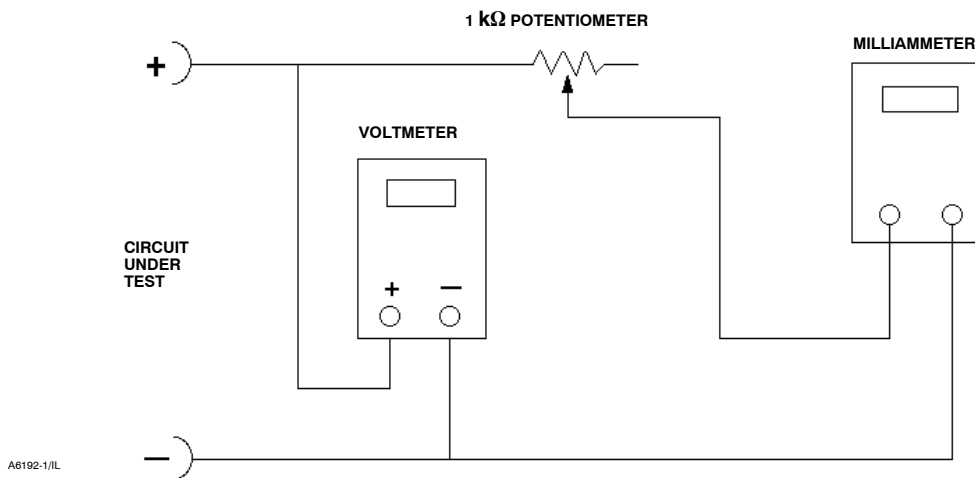 1 kΩ POTENTIOMETER
MILLIAMMETER
+
VOLTMETER
CIRCUIT
UNDER
TEST
+ —
—
A6192-1/IL